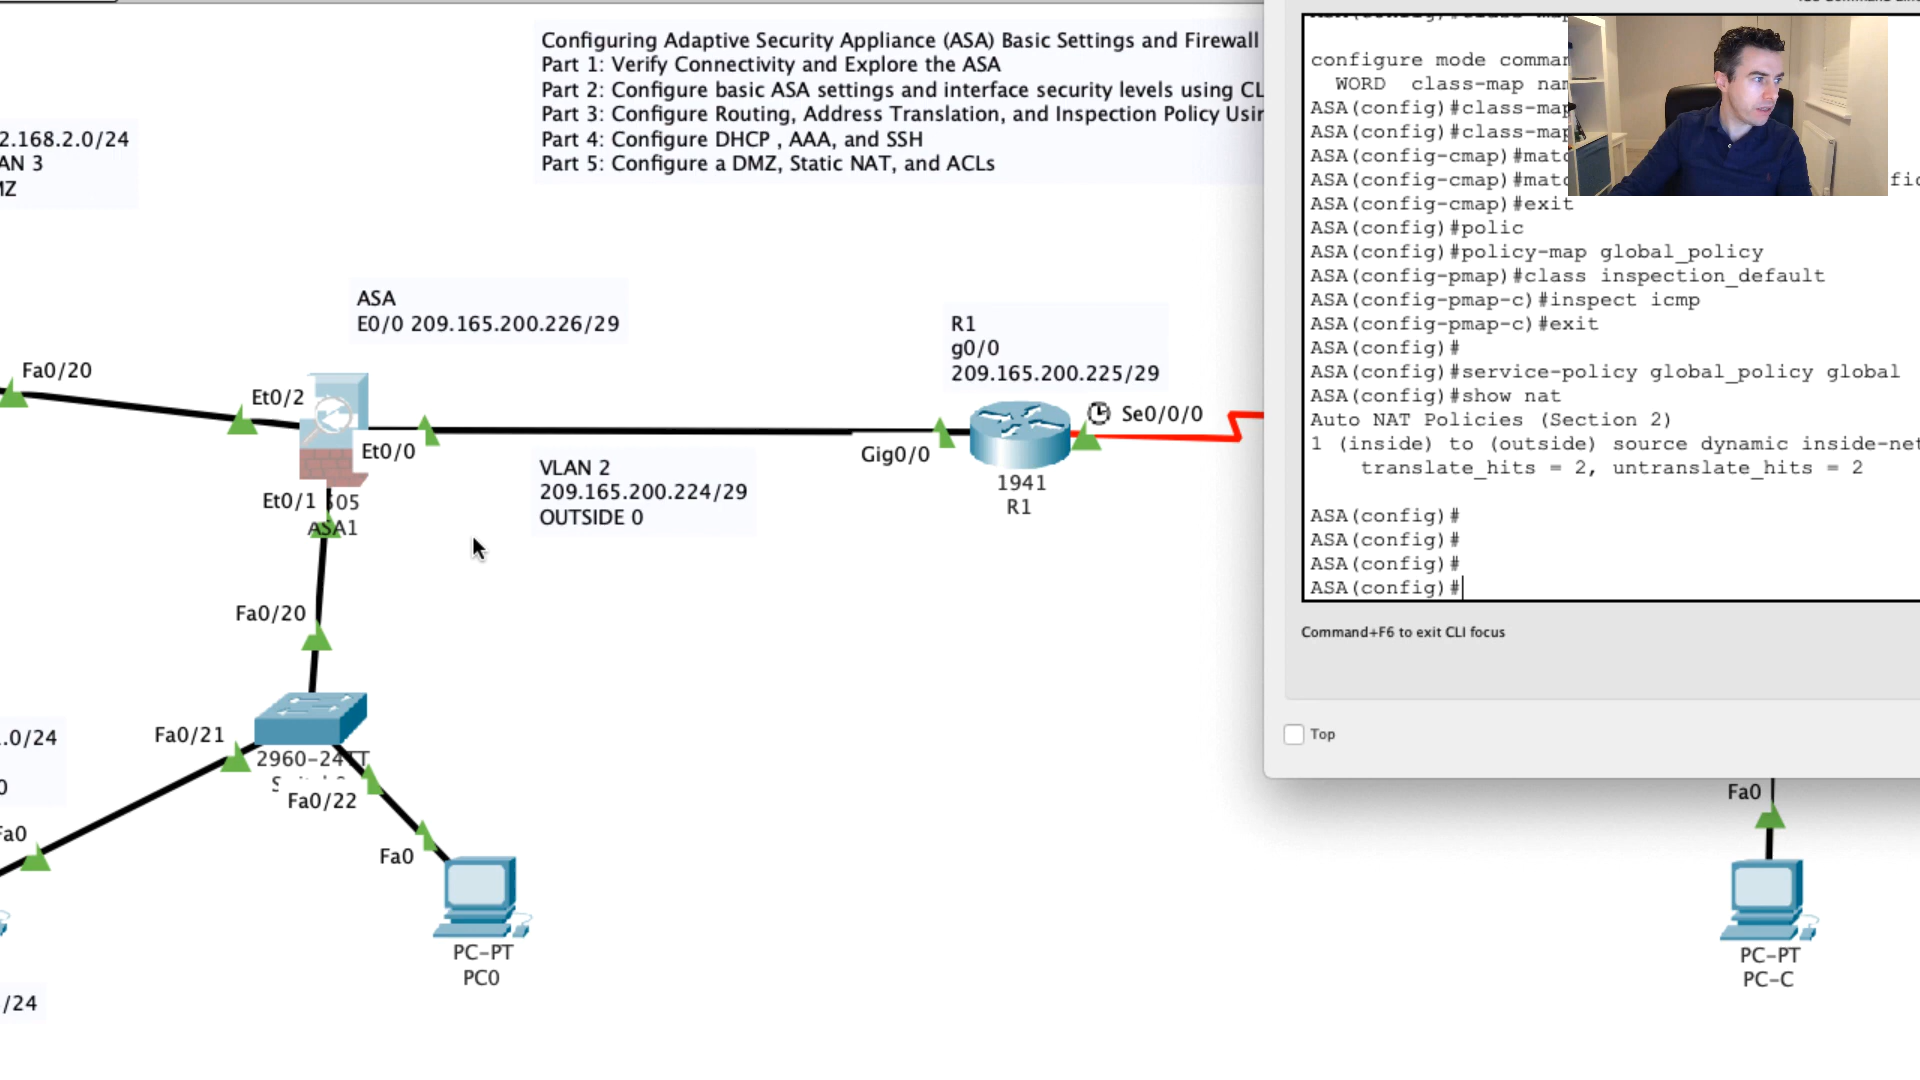 Configuring Adaptive Security Appliance (ASA) Basic Settings and Firewall
Part 1: Verify Connectivity and Explore the ASA
Part 2: Configure basic ASA settings and interface security levels using CL
Part 3: Configure Routing, Address Translation, and Inspection Policy Usin
Part 4: Configure DHCP , AAA, and SSH
Part 5: Configure a DMZ, Static NAT, and ACLs
2.168.2.0/24
AN 3
MZ
ASA
E0/0 209.165.200.226/29
R1
g0/0
209.165.200.225/29
Fa0/20
Et0/2
Et0/0
Et0/1
505
ASA1
Gig0/0
Se0/0/0
1941
R1
VLAN 2
209.165.200.224/29
OUTSIDE 0
Fa0/20
Fa0/21
2960-24TT
Fa0/22
.0/24
0
Fa0
Fa0
PC-PT
PC0
/24
configure mode comman
WORD class-map nam
ASA(config)#class-map
ASA(config)#class-map
ASA(config-cmap)#matc
ASA(config-cmap)#matc fic
ASA(config-cmap)#exit
ASA(config)#polic
ASA(config)#policy-map global_policy
ASA(config-pmap)#class inspection_default
ASA(config-pmap-c)#inspect icmp
ASA(config-pmap-c)#exit
ASA(config)#
ASA(config)#service-policy global_policy global
ASA(config)#show nat
Auto NAT Policies (Section 2)
1 (inside) to (outside) source dynamic inside-net
translate_hits = 2, untranslate_hits = 2
ASA(config)#
ASA(config)#
ASA(config)#
ASA(config)#
Command+F6 to exit CLI focus
Top
Fa0
PC-PT
PC-C